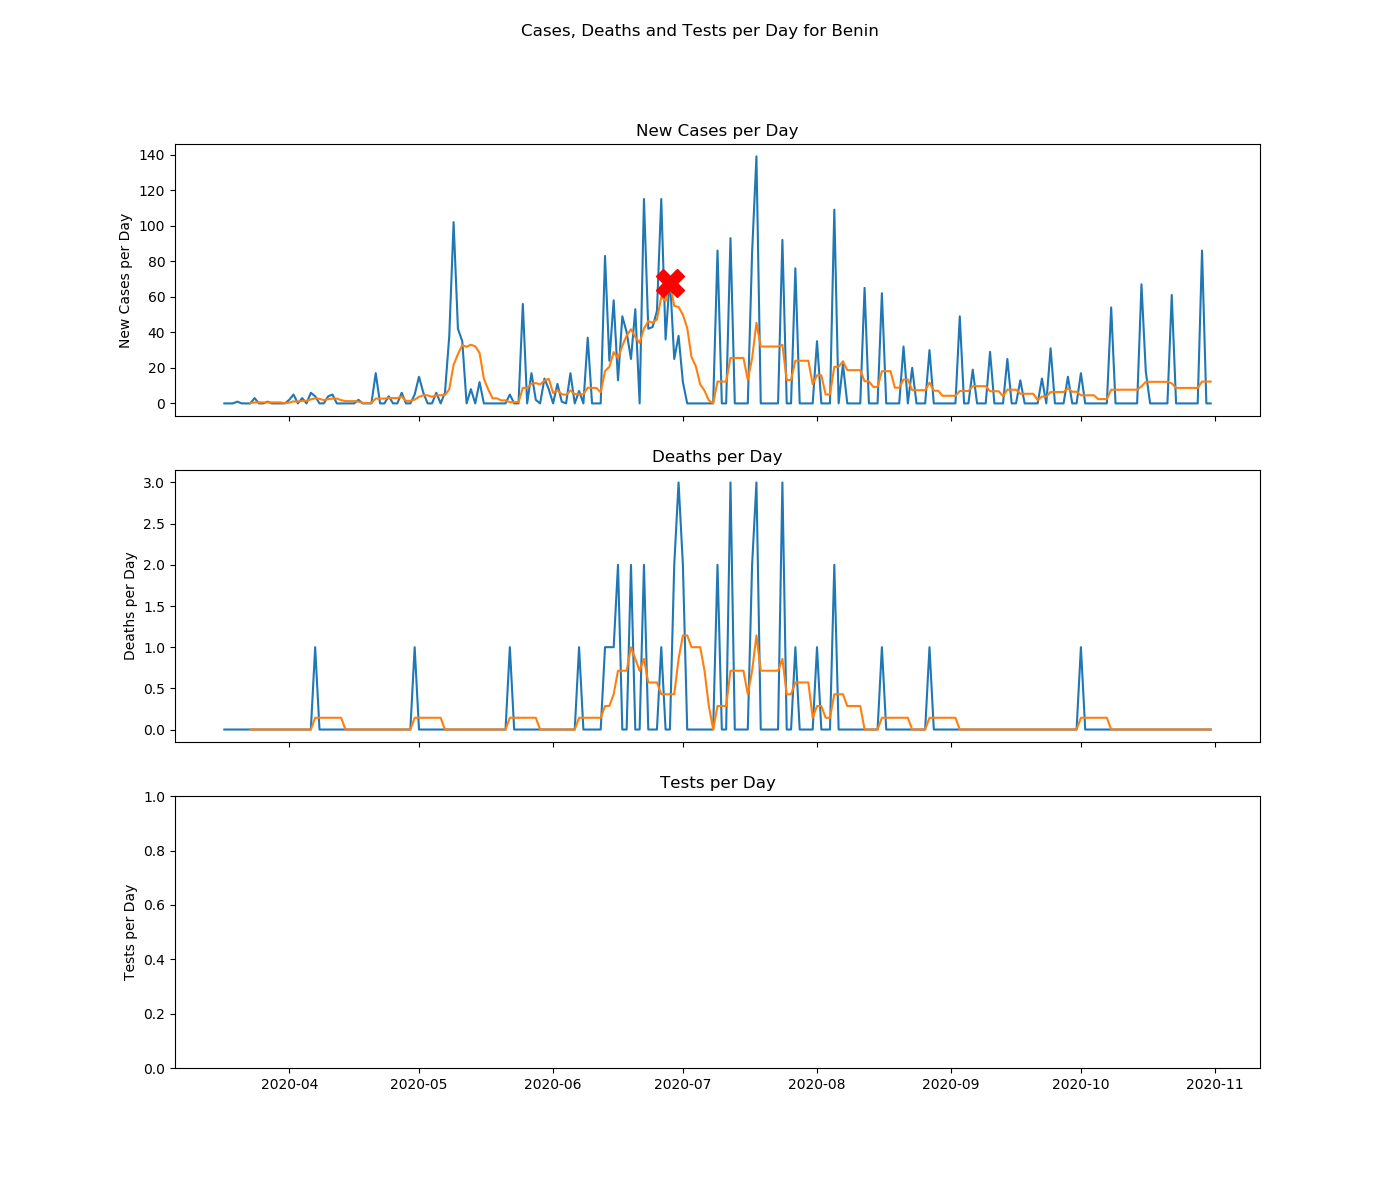 Cases, Deaths and Tests per Day for Benin
New Cases per Day
New Cases per Day
140
120
100
80
60
40
20
0
Deaths per Day
Deaths per Day
3.0
2.5
2.0
1.5
1.0
0.5
0.0
Tests per Day
Tests per Day
1.0
0.8
0.6
0.4
0.2
0.0
2020-04 2020-05 2020-06 2020-07 2020-08 2020-09 2020-10 2020-11